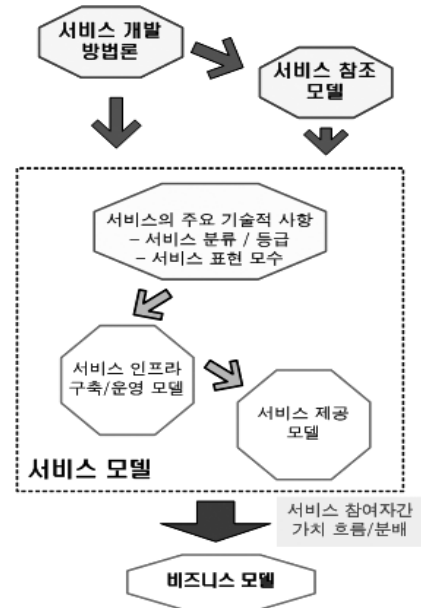 서비스 개발
방법론
서비스 참조
모델
서비스의 주요 기술적 사항
– 서비스 분류 / 등급
– 서비스 표현 모수
서비스 인프라
구축/운영 모델
서비스 제공
모델
서비스 모델
서비스 참여자간
가치 흐름/분배
비즈니스 모델